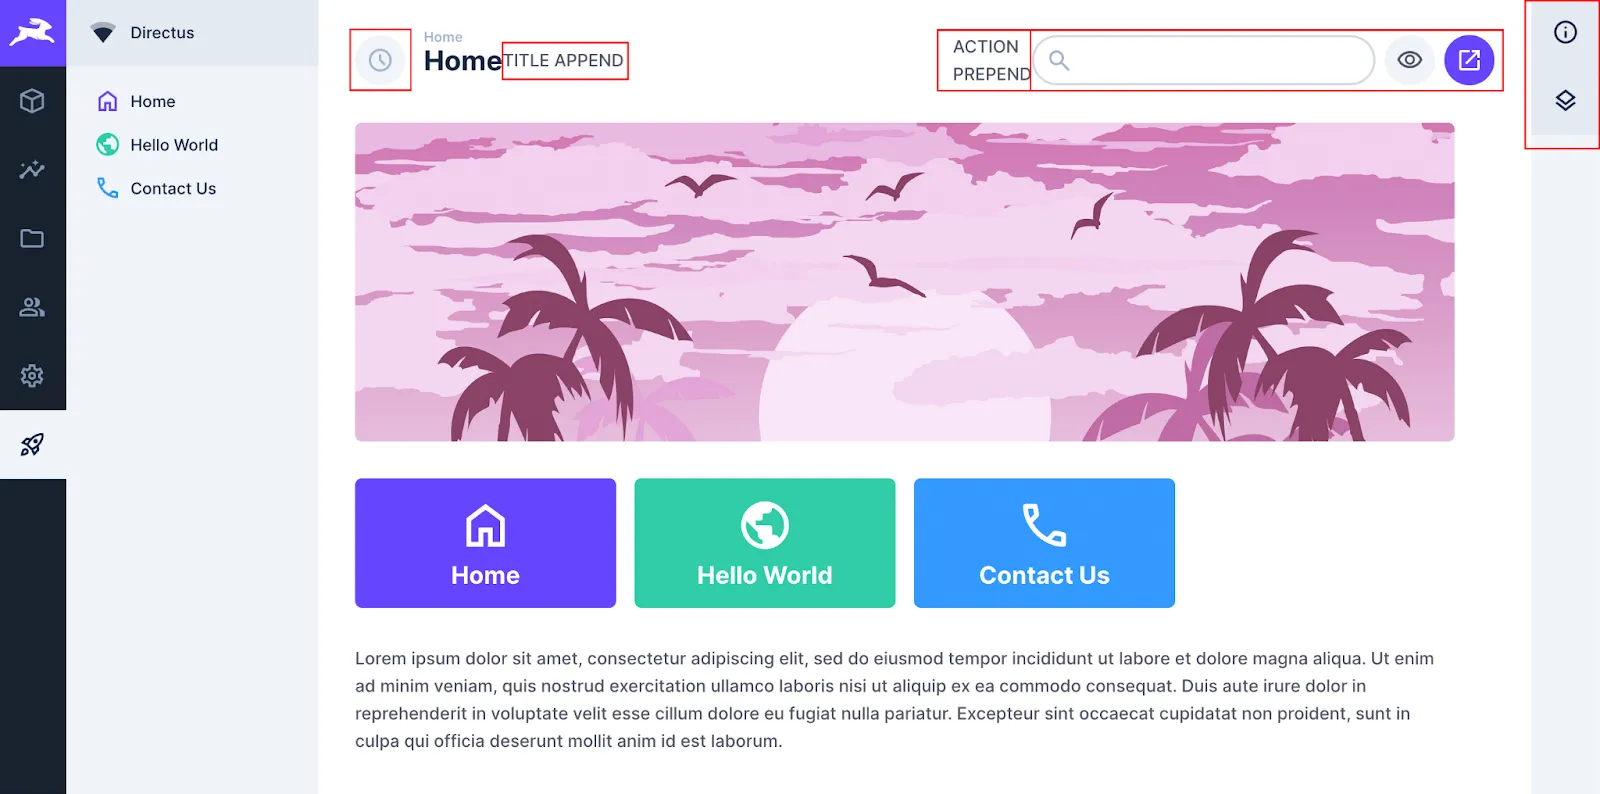 Directus
Home
Hello World
Contact Us
Home
Home
TITLE APPEND
ACTION
PREPEND
Home
Hello World
Contact Us
Lorem ipsum dolor sit amet, consectetur adipiscing elit, sed do eiusmod tempor incididunt ut labore et dolore magna aliqua. Ut enim
ad minim veniam, quis nostrud exercitation ullamco laboris nisi ut aliquip ex ea commodo consequat. Duis aute irure dolor in
reprehenderit in voluptate velit esse cillum dolore eu fugiat nulla pariatur. Excepteur sint occaecat cupidatat non proident, sunt in
culpa qui officia deserunt mollit anim id est laborum.